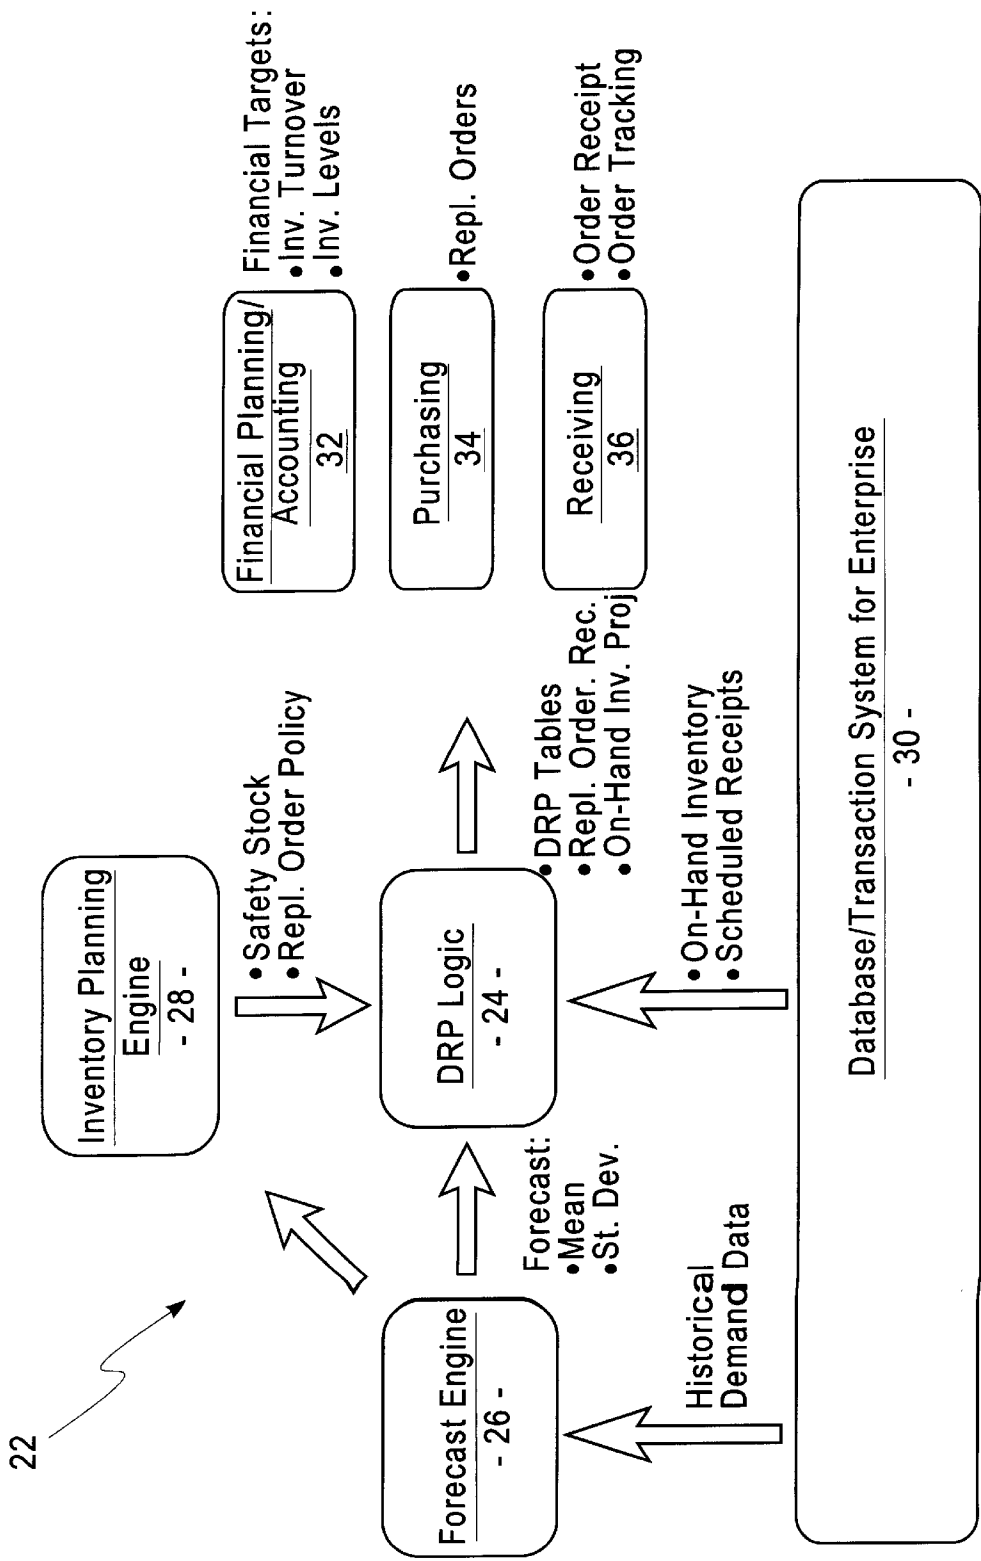 22
Inventory Planning
Engine
- 28 -
• Safety Stock
• Repl. Order Policy
Financial Planning/
Accounting
32
Financial Targets:
• Inv. Turnover
• Inv. Levels
Forecast Engine
- 26 -
Forecast:
• Mean
• St. Dev.
DRP Logic
- 24 -
• DRP Tables
• Repl. Order. Rec.
• On-Hand Inv. Proj
Purchasing
34
• Repl. Orders
Receiving
36
• Order Receipt
• Order Tracking
Historical
Demand Data
• On-Hand Inventory
• Scheduled Receipts
Database/Transaction System for Enterprise
- 30 -